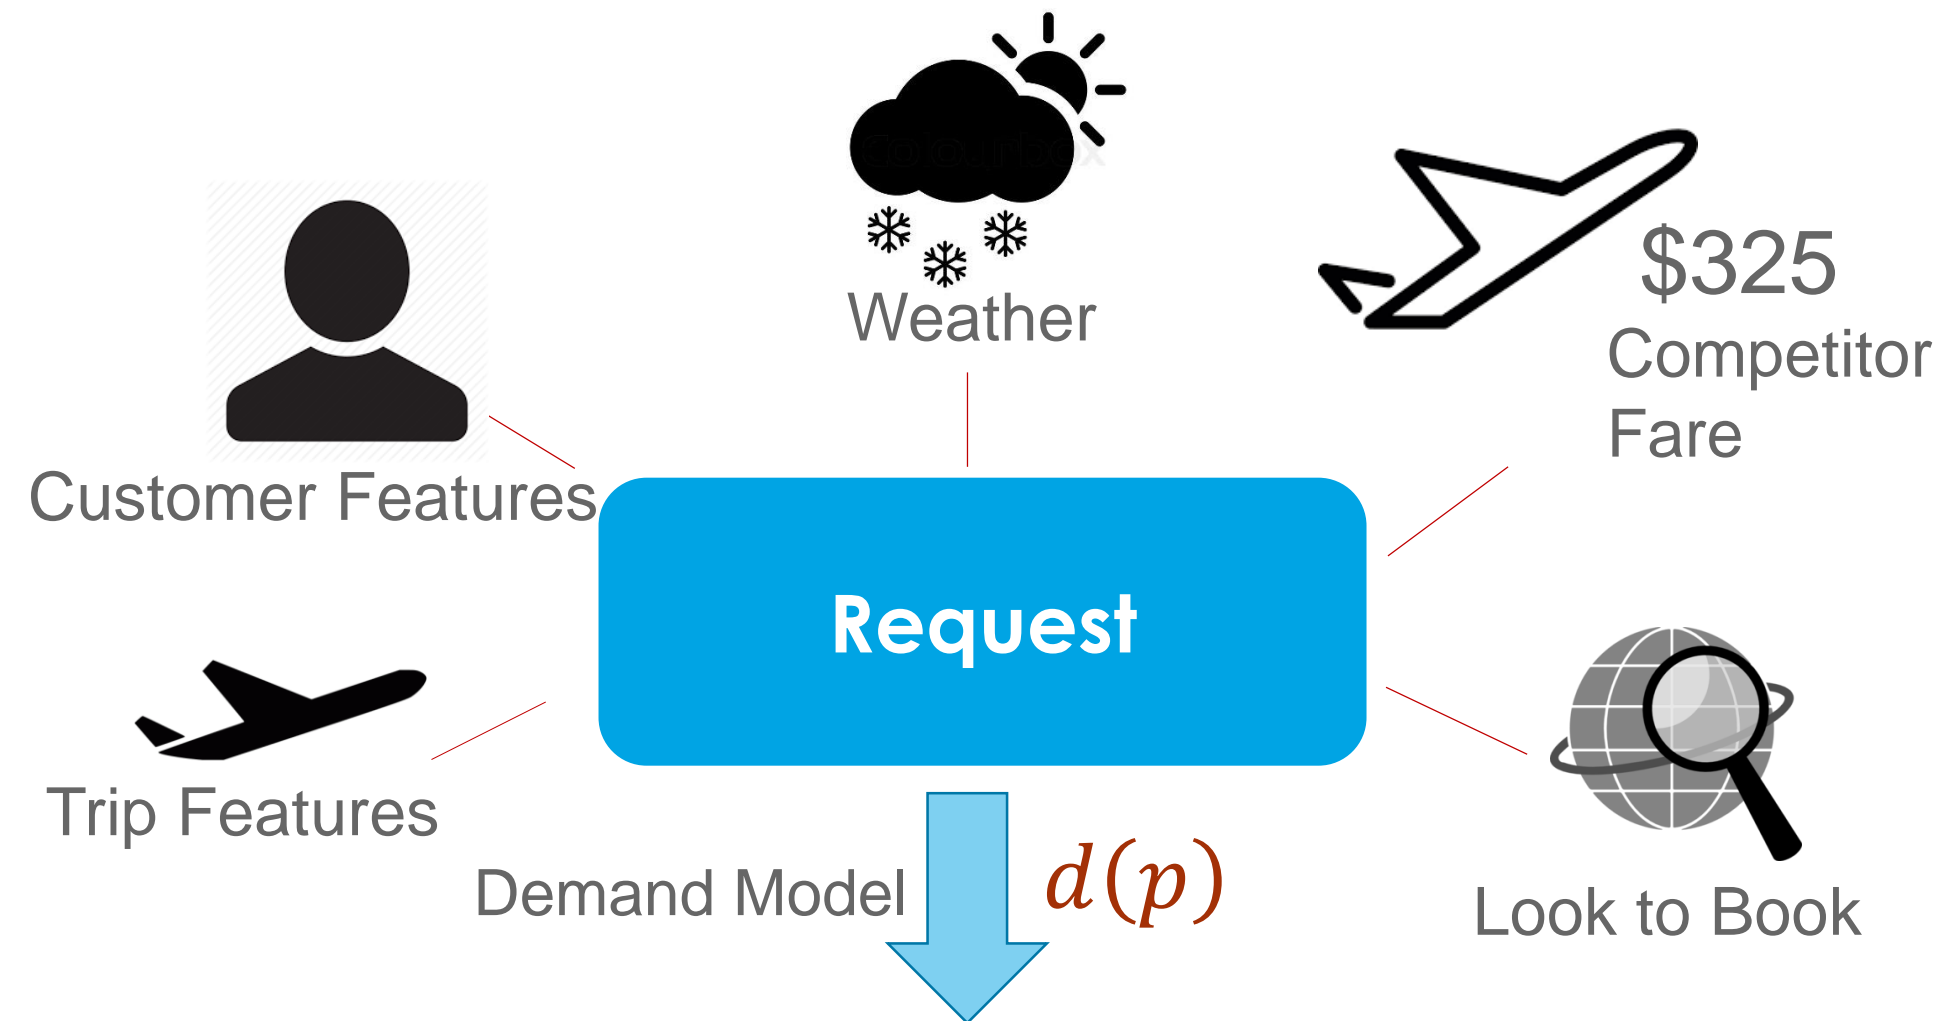 Weather
$325
Competitor
Fare
Customer Features
Request
Trip Features
Demand Model
d(p)
Look to Book